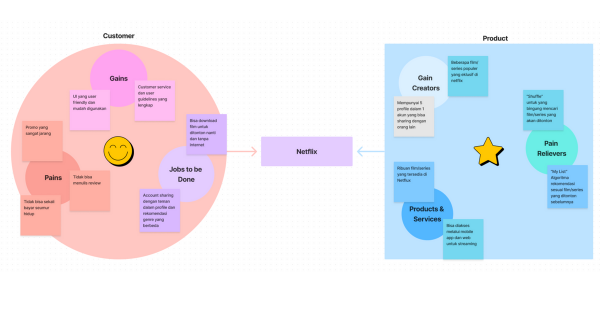 Customer
Gains
UI yang user
friendly dan
mudah digunakan
Customer service
dan user
guidelines yang
lengkap
Promo yang
sangat jarang
Pains
Tidak bisa
menulis review
Tidak bisa sekali
bayar seumur
hidup
Bisa download
film untuk
ditonton nanti
dan tanpa
internet
Jobs to be
Done
Account sharing
dengan teman
dalam profile dan
rekomendasi
genre yang
berbeda
Netflix
Product
Gain
Creators
Beberapa film/
series populer
yang eksklusif di
netflix
Mempunyai 5
profile dalam 1
akun yang bisa
sharing dengan
orang lain
"Shuffle"
untuk yang
bingung mencari
film/series yang
akan ditonton
Pain
Relievers
"My List"
Algoritma
rekomendasi
sesuai film/series
yang ditonton
sebelumnya
Ribuan film/series
yang tersedia di
Netflix
Products &
Services
Bisa diakses
melalui mobile
app dan web
untuk streaming